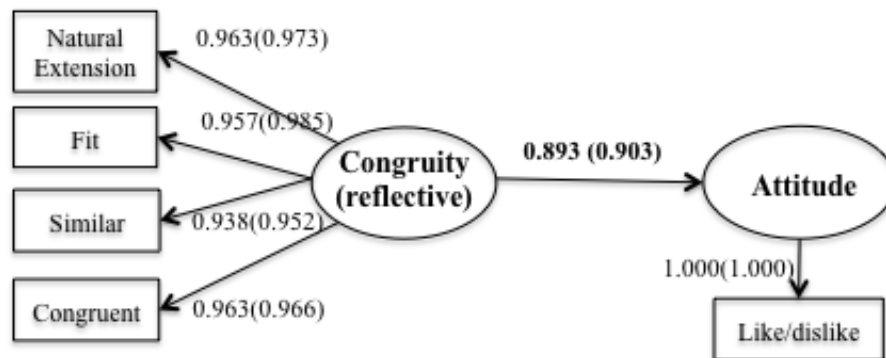 Natural
Extension
0.963(0.973)
Fit
0.957(0.985)
Congruity
(reflective)
0.893 (0.903)
Attitude
Similar
0.938(0.952)
Congruent
0.963(0.966)
1.000(1.000)
Like/dislike